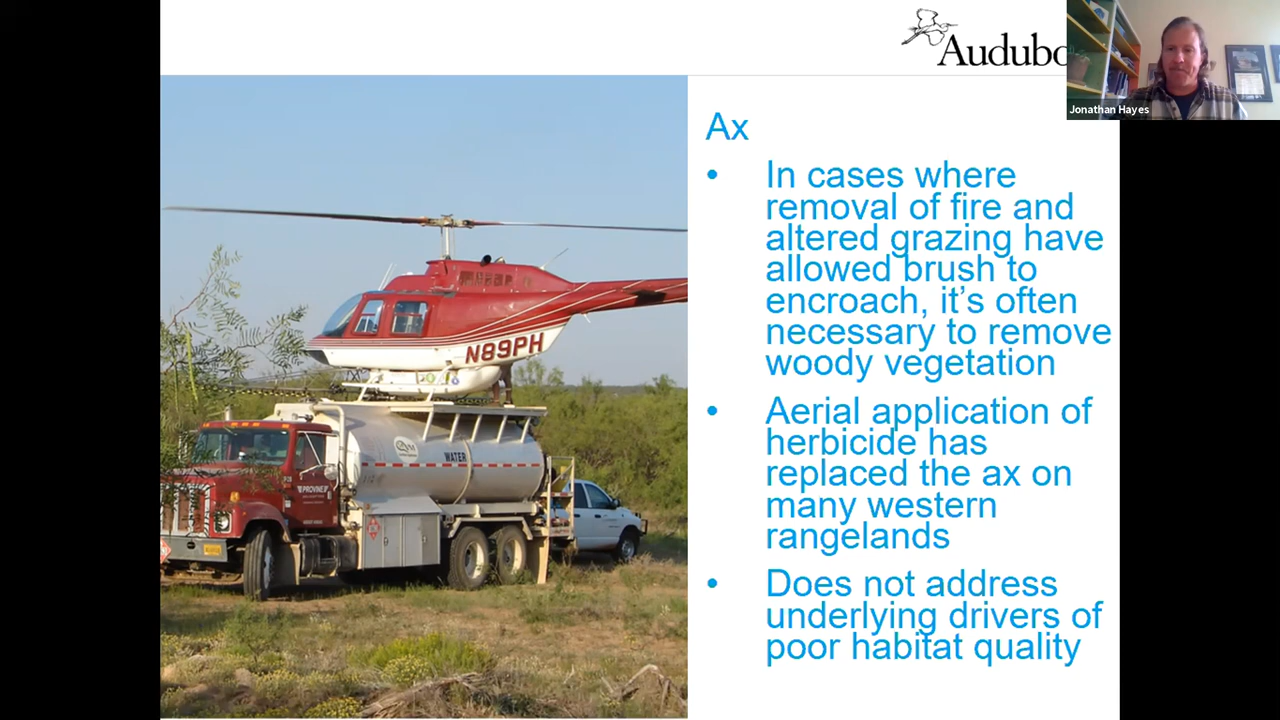 Audubo
Jonathan Hayes
Ax
• In cases where
removal of fire and
altered grazing have
allowed brush to
encroach, it’s often
necessary to remove
woody vegetation
• Aerial application of
herbicide has
replaced the ax on
many western
rangelands
• Does not address
underlying drivers of
poor habitat quality
N89PH
WATER
PROVINE